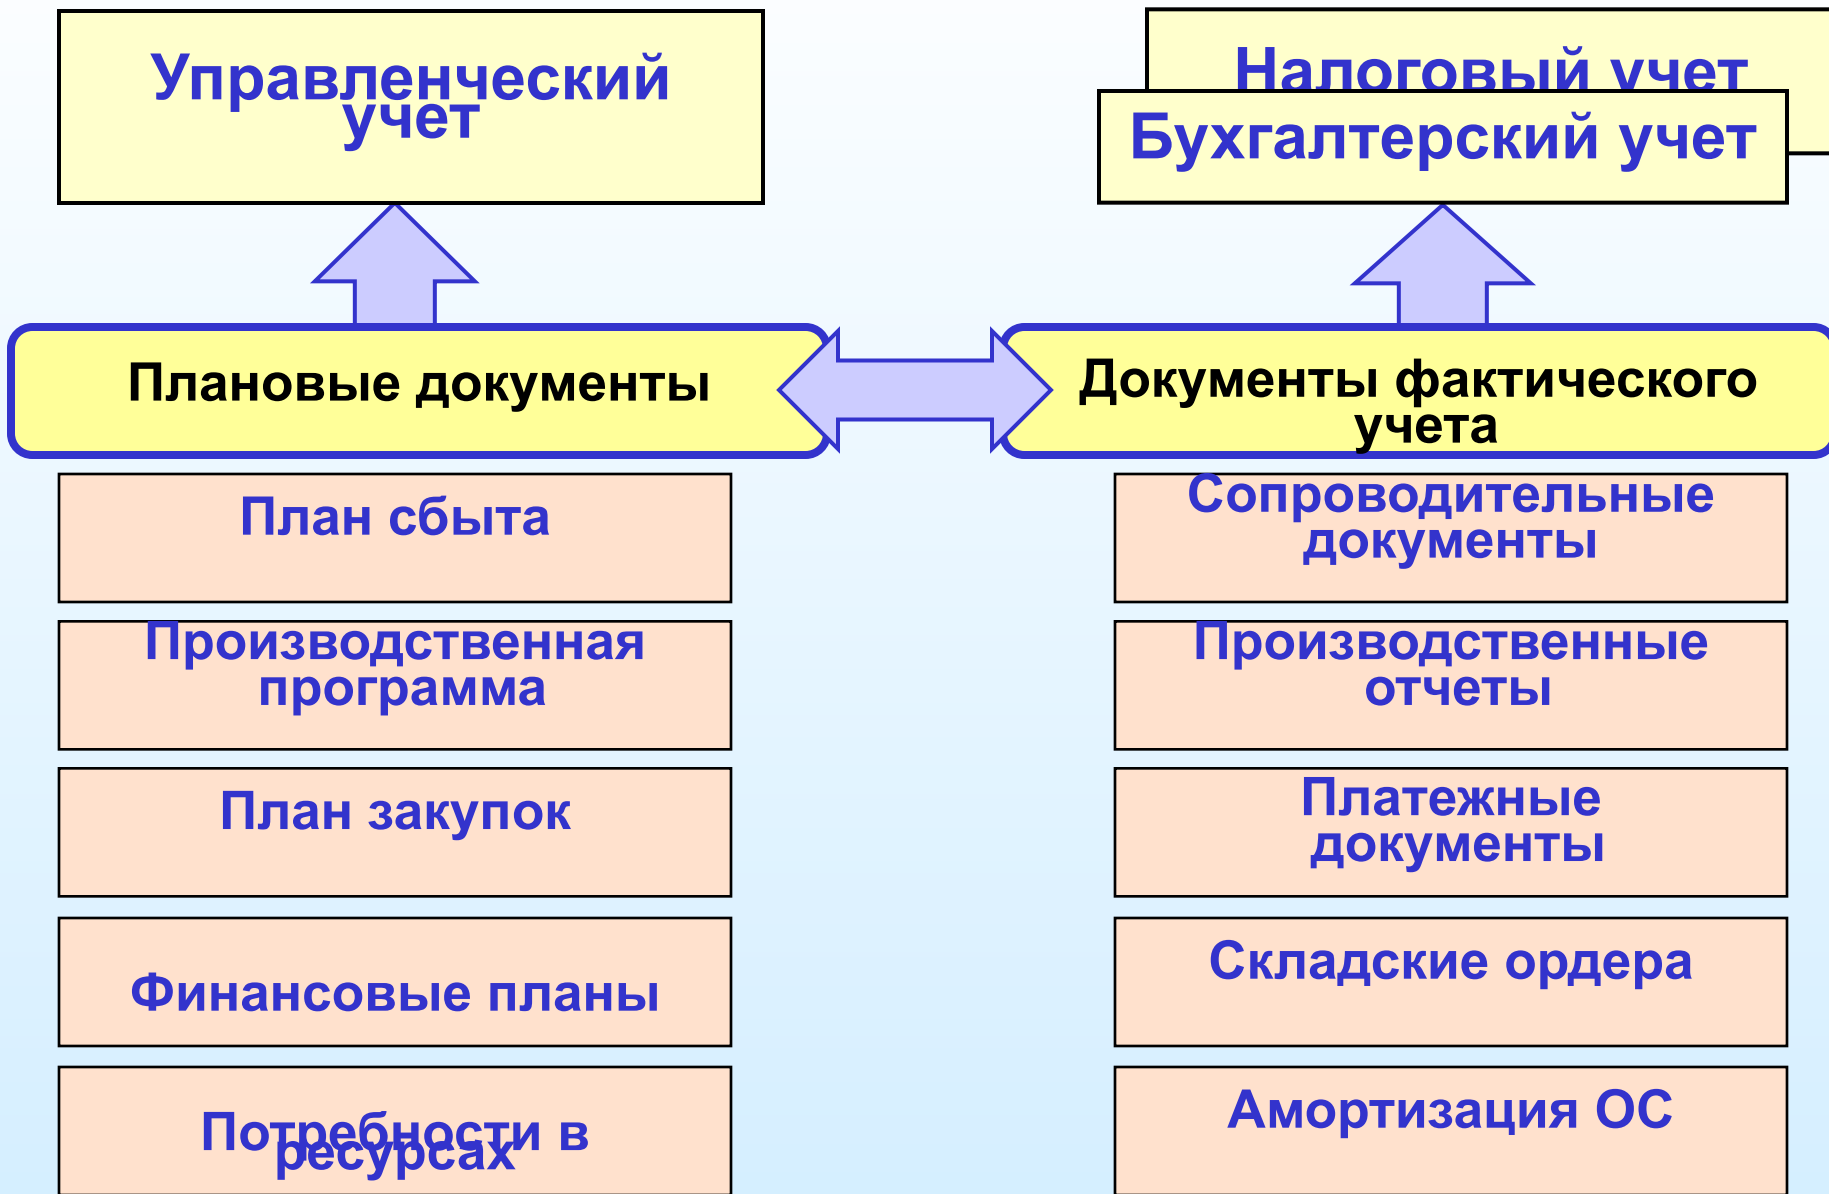 Управленческий
учет
Налоговый учет
Бухгалтерский учет
Плановые документы
Документы фактического
учета
План сбыта
Производственная
программа
План закупок
Финансовые планы
Потребности в
ресурсах
Сопроводительные
документы
Производственные
отчеты
Платежные
документы
Складские ордера
Амортизация ОС